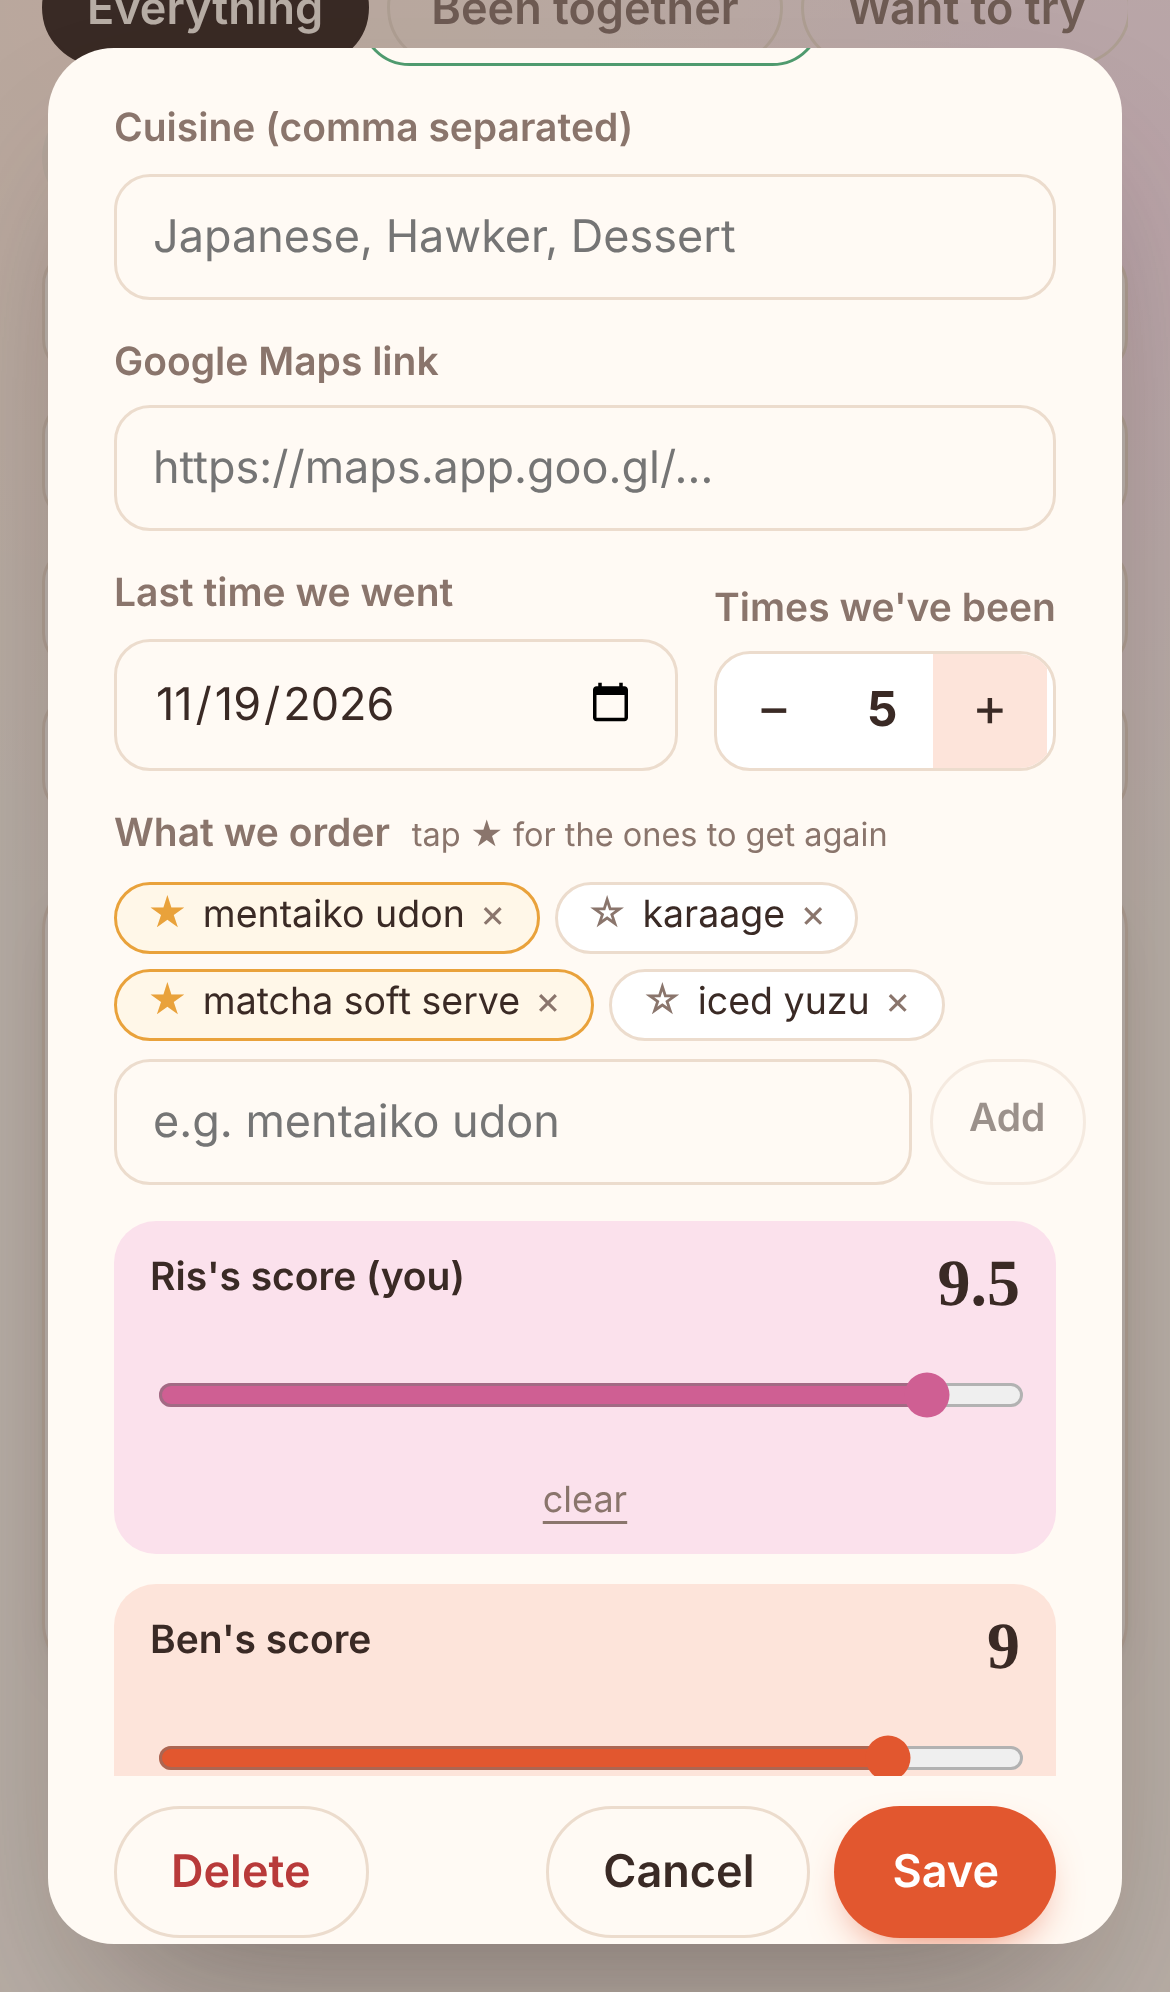 Everything Been together Want to try
Cuisine (comma separated)
Japanese, Hawker, Dessert
Google Maps link
https://maps.app.goo.gl/...
Last time we went
Times we've been
11/19/2026
− 5 +
What we order tap ★ for the ones to get again
★ mentaiko udon × ☆ karaage ×
★ matcha soft serve × ☆ iced yuzu ×
e.g. mentaiko udon Add
Ris's score (you) 9.5
clear
Ben's score 9
Delete Cancel Save